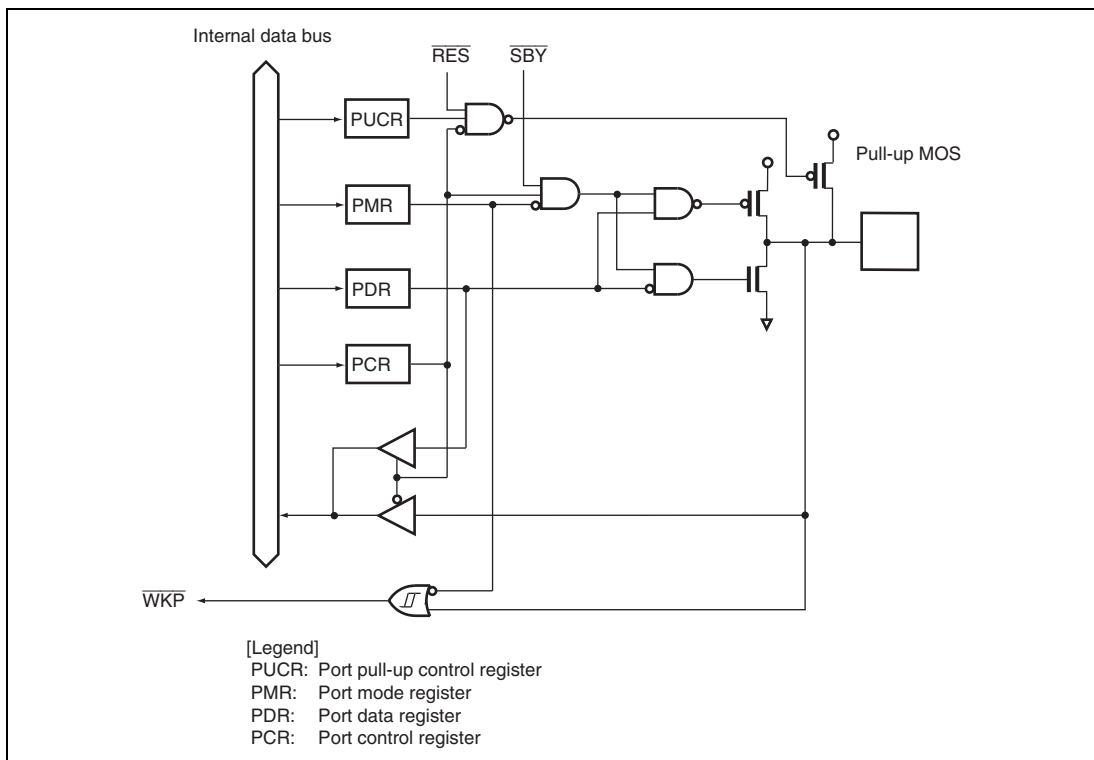 Internal data bus
RES
SBY
PUCR
Pull-up MOS
PMR
PDR
PCR
WKP
[Legend]
PUCR: Port pull-up control register
PMR: Port mode register
PDR: Port data register
PCR: Port control register